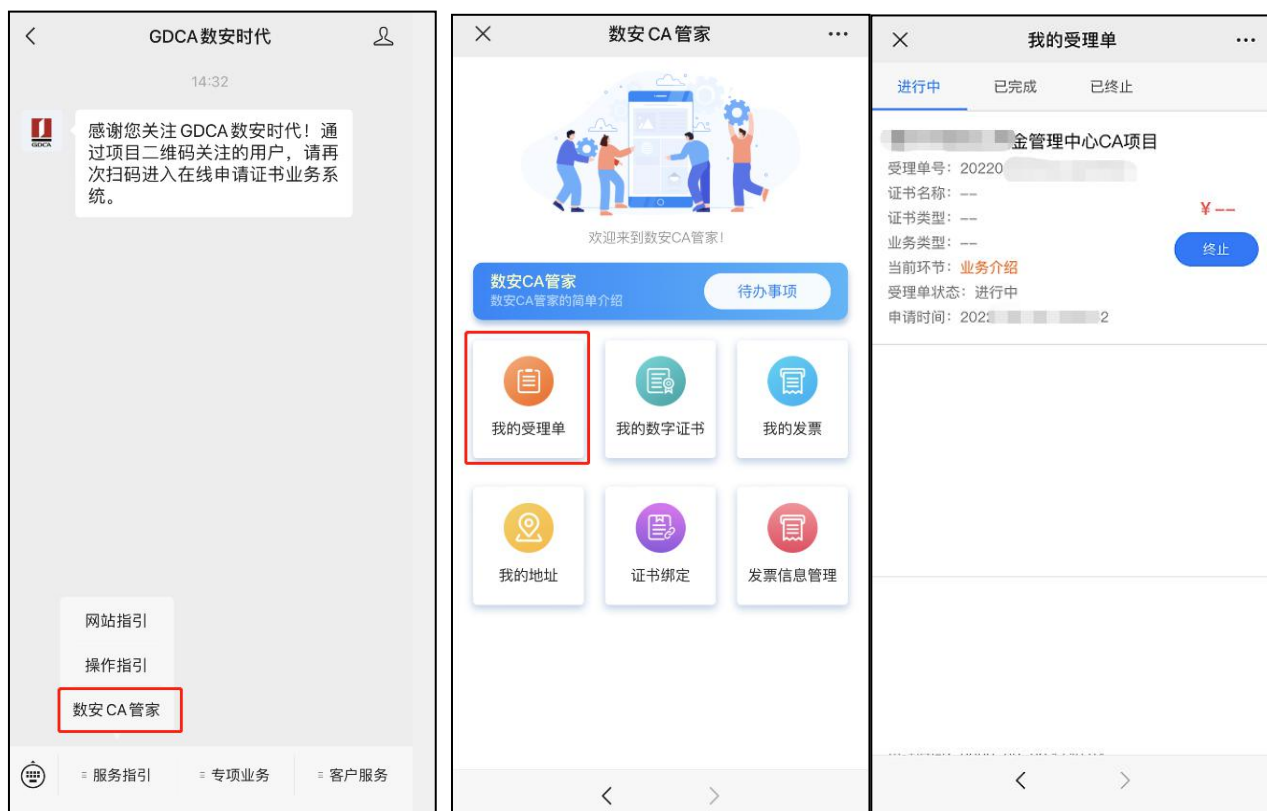 GDCA数安时代
14:32
GDCA
感谢您关注GDCA数安时代！通
过项目二维码关注的用户，请再
次扫码进入在线申请证书业务系
统。
网站指引
操作指引
数安CA管家
服务指引
专项业务
客户服务
数安CA管家
欢迎来到数安CA管家!
数安CA管家
数安CA管家的简单介绍
待办事项
我的受理单
我的数字证书
我的发票
我的地址
证书绑定
发票信息管理
我的受理单
进行中
已完成
已终止
金管理中心CA项目
受理单号：20220
证书名称：--
证书类型：--
¥ --
业务类型：--
终止
当前环节：业务介绍
受理单状态：进行中
申请时间：202 2